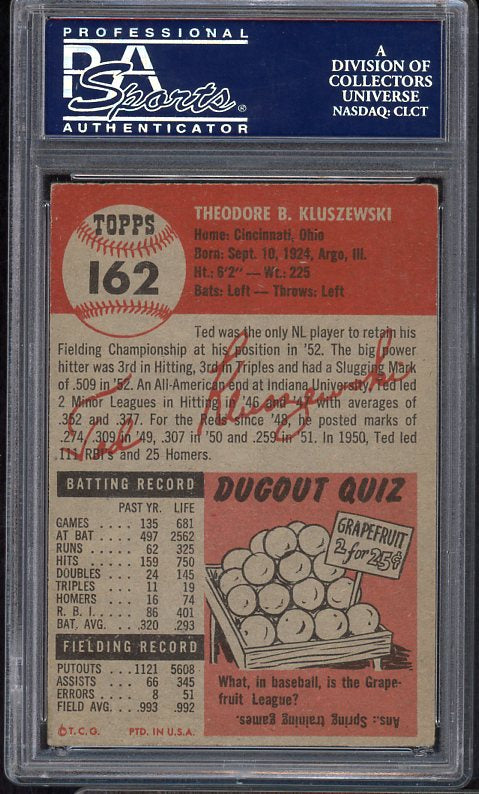 PROFESSIONAL
PSA
Sports®
AUTHENTICATOR
A
DIVISION OF
COLLECTORS
UNIVERSE
NASDAQ: CLCT
TOPPS
162
THEODORE B. KLUSZEWSKI
Home: Cincinnati, Ohio
Born: Sept. 10, 1924, Argo, Ill.
Ht.: 6'2" — Wt.: 225
Bats: Left — Throws: Left
Ted was the only NL player to retain his
Fielding Championship at his position in '52. The big power
hitter was 3rd in Hitting, 3rd in Triples and had a Slugging Mark
of .509 in '52. An All-American end at Indiana University, Ted led
2 Minor Leagues in Hitting in '46 and '47 with averages of
.352 and .377. For the Reds since '48, he posted marks of
.274, .309 in '49, .307 in '50 and .259 in '51. In 1950, Ted led
.111 RBI's and 25 Homers.
Ted Kluszewski
BATTING RECORD
PAST YR. LIFE
GAMES .... 135 681
AT BAT .... 497 2562
RUNS .... 62 325
HITS .... 159 750
DOUBLES ... 24 145
TRIPLES ... 11 19
HOMERS ... 16 74
R. B. I. .... 86 401
BAT. AVG. .. .320 .293
FIELDING RECORD
PUTOUTS .. 1121 5608
ASSISTS ... 66 345
ERRORS ... 8 51
FIELD AVG. .. .993 .992
© T. C. G. PTD. IN U.S.A.
DUGOUT QUIZ
GRAPEFRUIT
2 for 25¢
What, in baseball, is the Grape-
fruit League?
Ans.: Spring training games.